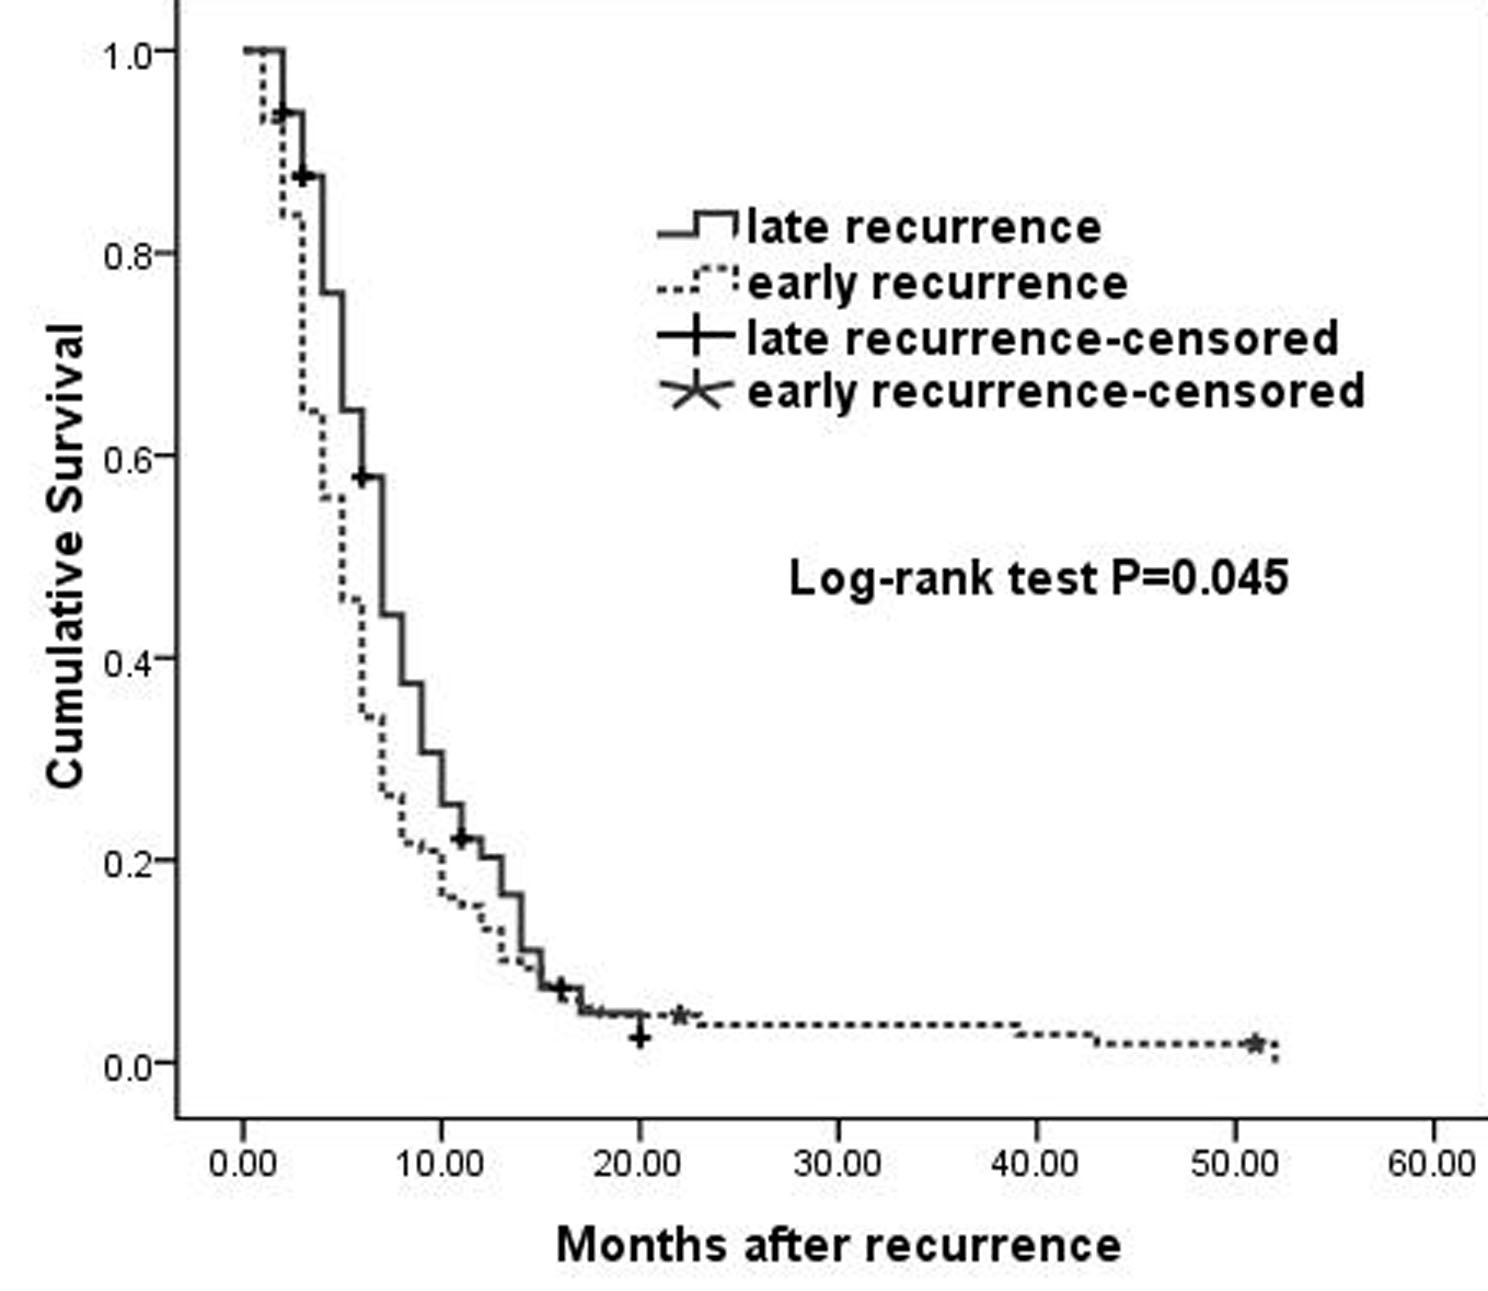 1.0
0.8
0.6
0.4
0.2
0.0
Cumulative Survival
late recurrence
early recurrence
late recurrence-censored
early recurrence-censored
Log-rank test P=0.045
0.00 10.00 20.00 30.00 40.00 50.00 60.00
Months after recurrence